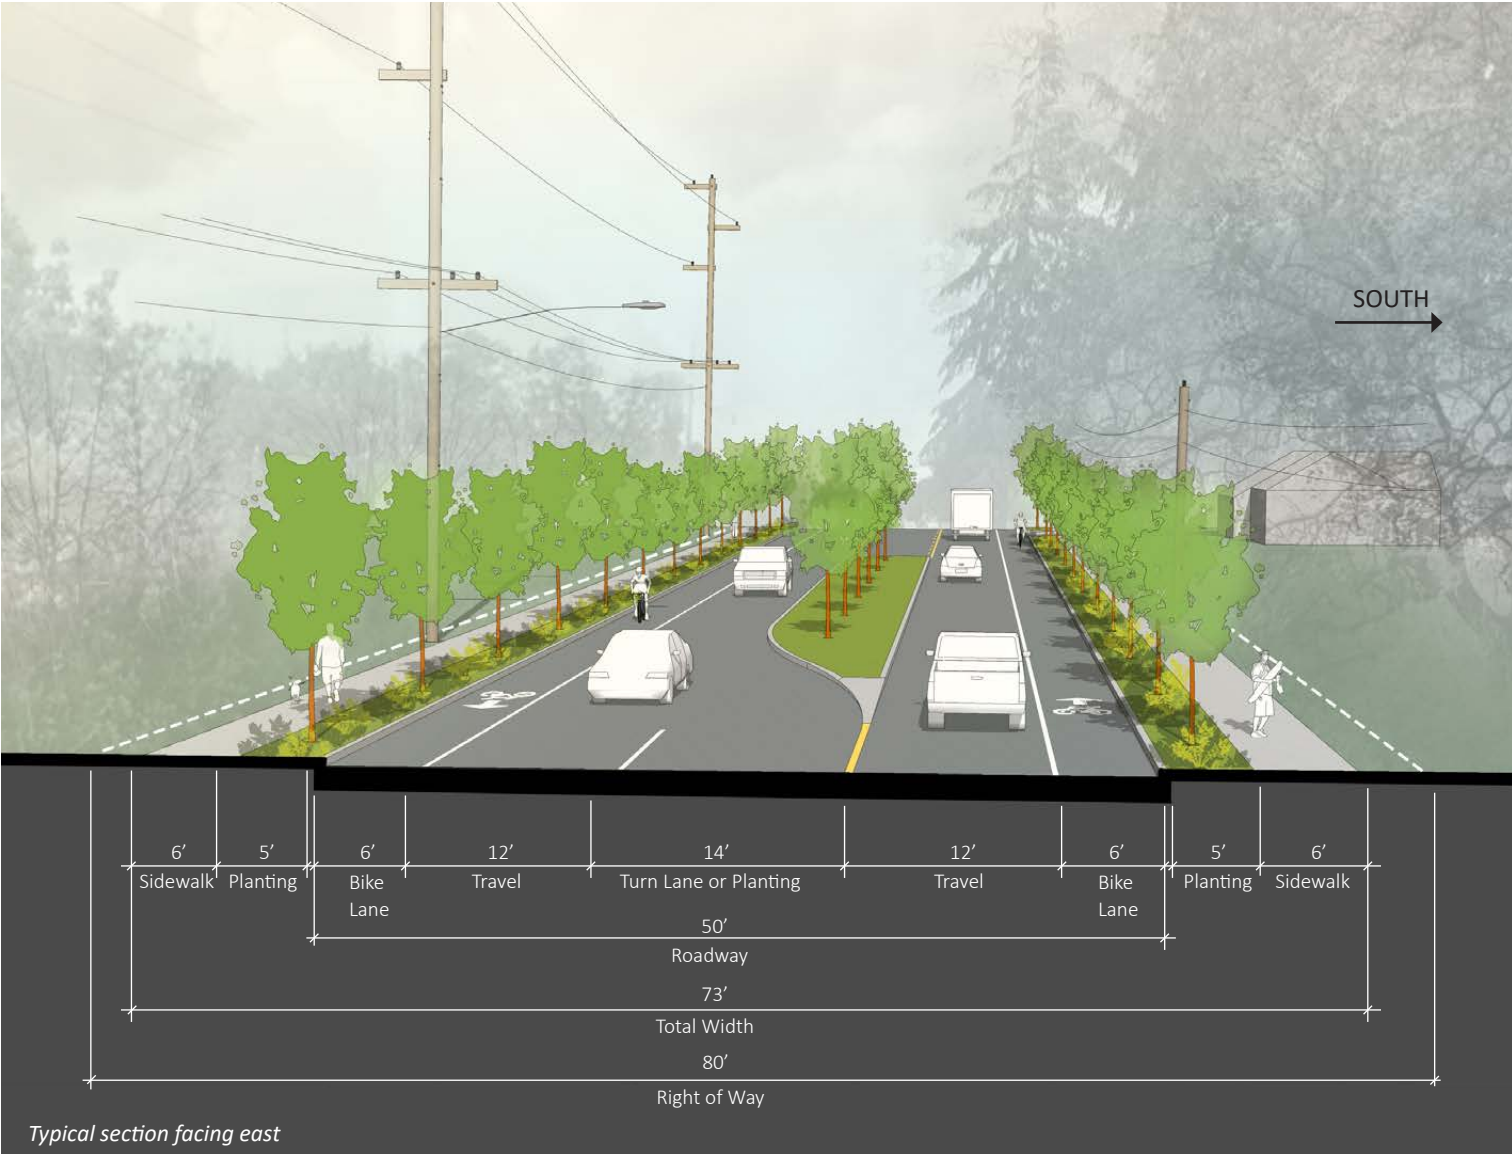 SOUTH
6’ 5’ 6’ 12’ 14’ 12’ 6’ 5’ 6’
Sidewalk Planting Bike Travel Turn Lane or Planting Travel Bike Planting Sidewalk
Lane Lane
50’
Roadway
73’
Total Width
80’
Right of Way
Typical section facing east